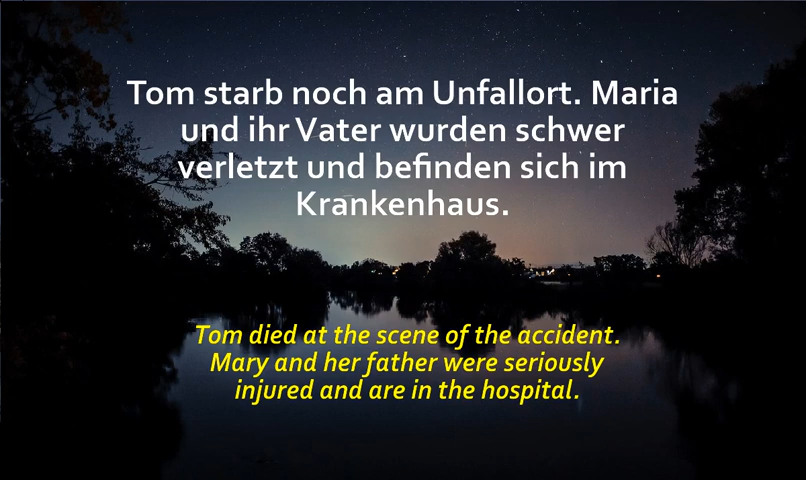 Tom starb noch am Unfallort. Maria
und ihr Vater wurden schwer
verletzt und befinden sich im
Krankenhaus.
Tom died at the scene of the accident.
Mary and her father were seriously
injured and are in the hospital.